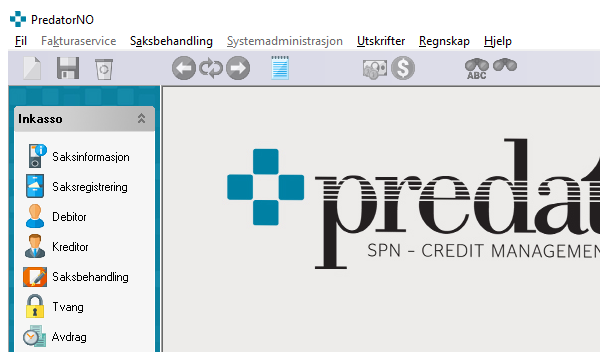 PredatorNO
Fil Fakturaservice Saksbehandling Systemadministrasjon Utskrifter Regnskap Hjelp
ABC
Inkasso
Saksinformasjon
Saksregistrering
Debitor
Kreditor
Saksbehandling
Tvang
Avdrag
predat
SPN - CREDIT MANAGEMEN